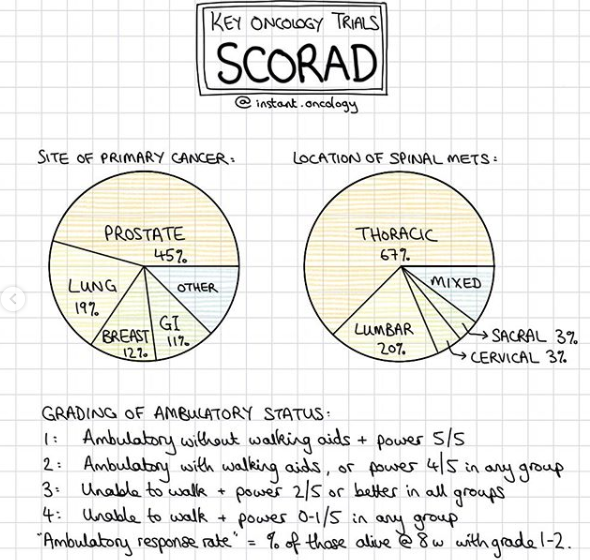 KEY ONCOLOGY TRIALS
SCORAD
@instant.oncology
SITE OF PRIMARY CANCER:
PROSTATE
45%
LUNG
19%
BREAST
12%
GI
11%
OTHER
LOCATION OF SPINAL METS:
THORACIC
67%
LUMBAR
20%
MIXED
SACRAL 3%
CERVICAL 3%
GRADING OF AMBULATORY STATUS:
1: Ambulatory without walking aids + power 5/5
2: Ambulatory with walking aids, or power 4/5 in any group
3: Unable to walk + power 2/5 or better in all groups
4: Unable to walk + power 0-1/5 in any group
"Ambulatory response rate" = % of those alive @ 8w with grade 1-2.